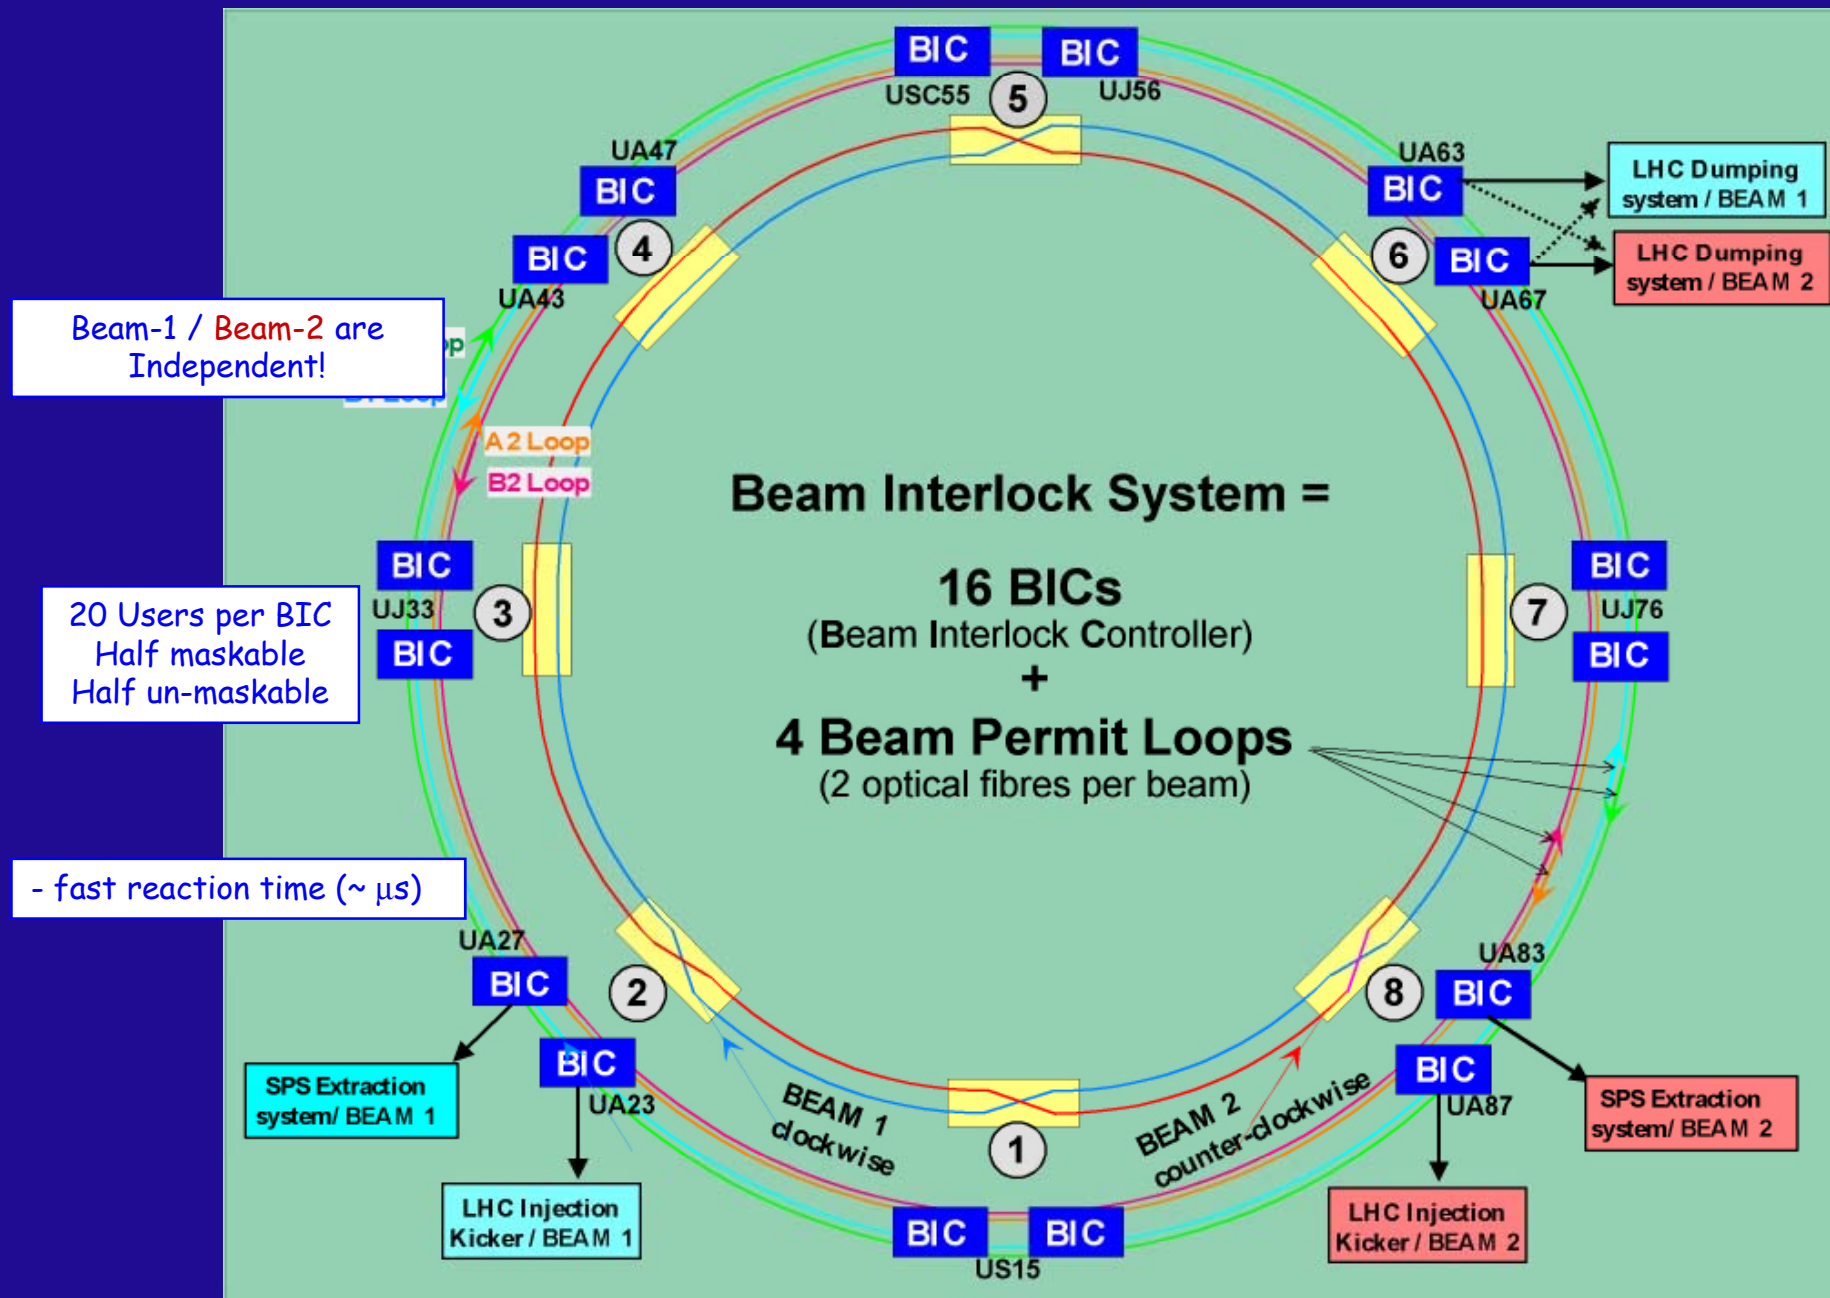 BIC
BIC
USC55
5
UJ56
UA47
BIC
4
BIC
UA43
UA63
BIC
6
BIC
UA67
LHC Dumping
system / BEAM 1
LHC Dumping
system / BEAM 2
Beam-1 / Beam-2 are
Independent!
A2 Loop
B2 Loop
Beam Interlock System =
16 BICs
(Beam Interlock Controller)
+
4 Beam Permit Loops
(2 optical fibres per beam)
BIC
UJ33
BIC
3
7
BIC
UJ76
BIC
20 Users per BIC
Half maskable
Half un-maskable
- fast reaction time (~ μs)
UA27
BIC
2
BIC
UA23
SPS Extraction
system/ BEAM 1
LHC Injection
Kicker / BEAM 1
BEAM 1
clockwise
1
BEAM 2
counter-clockwise
BIC
BIC
US15
8
UA83
BIC
BIC
UA87
SPS Extraction
system/ BEAM 2
LHC Injection
Kicker / BEAM 2